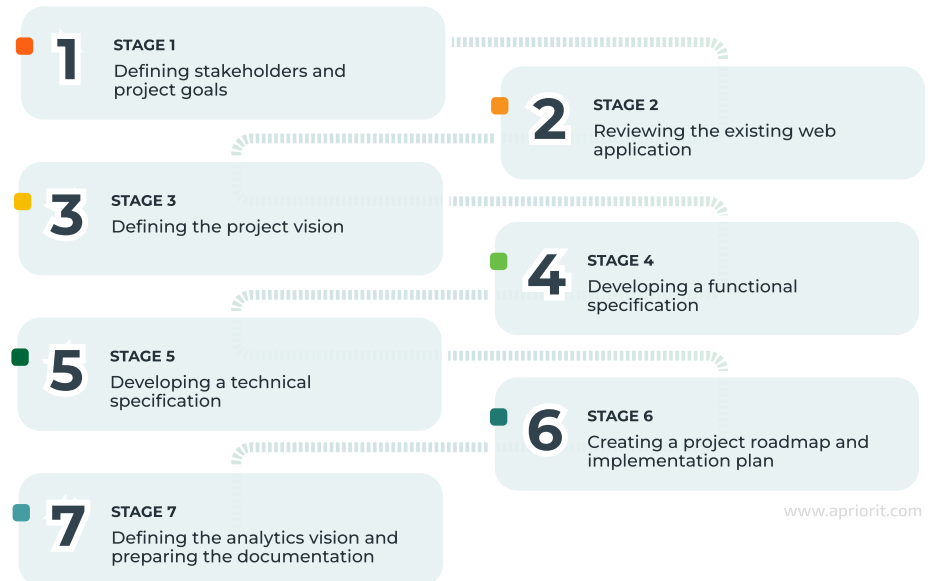 1
STAGE 1
Defining stakeholders and
project goals
2
STAGE 2
Reviewing the existing web
application
3
STAGE 3
Defining the project vision
4
STAGE 4
Developing a functional
specification
5
STAGE 5
Developing a technical
specification
6
STAGE 6
Creating a project roadmap and
implementation plan
7
STAGE 7
Defining the analytics vision and
preparing the documentation
www.apriorit.com